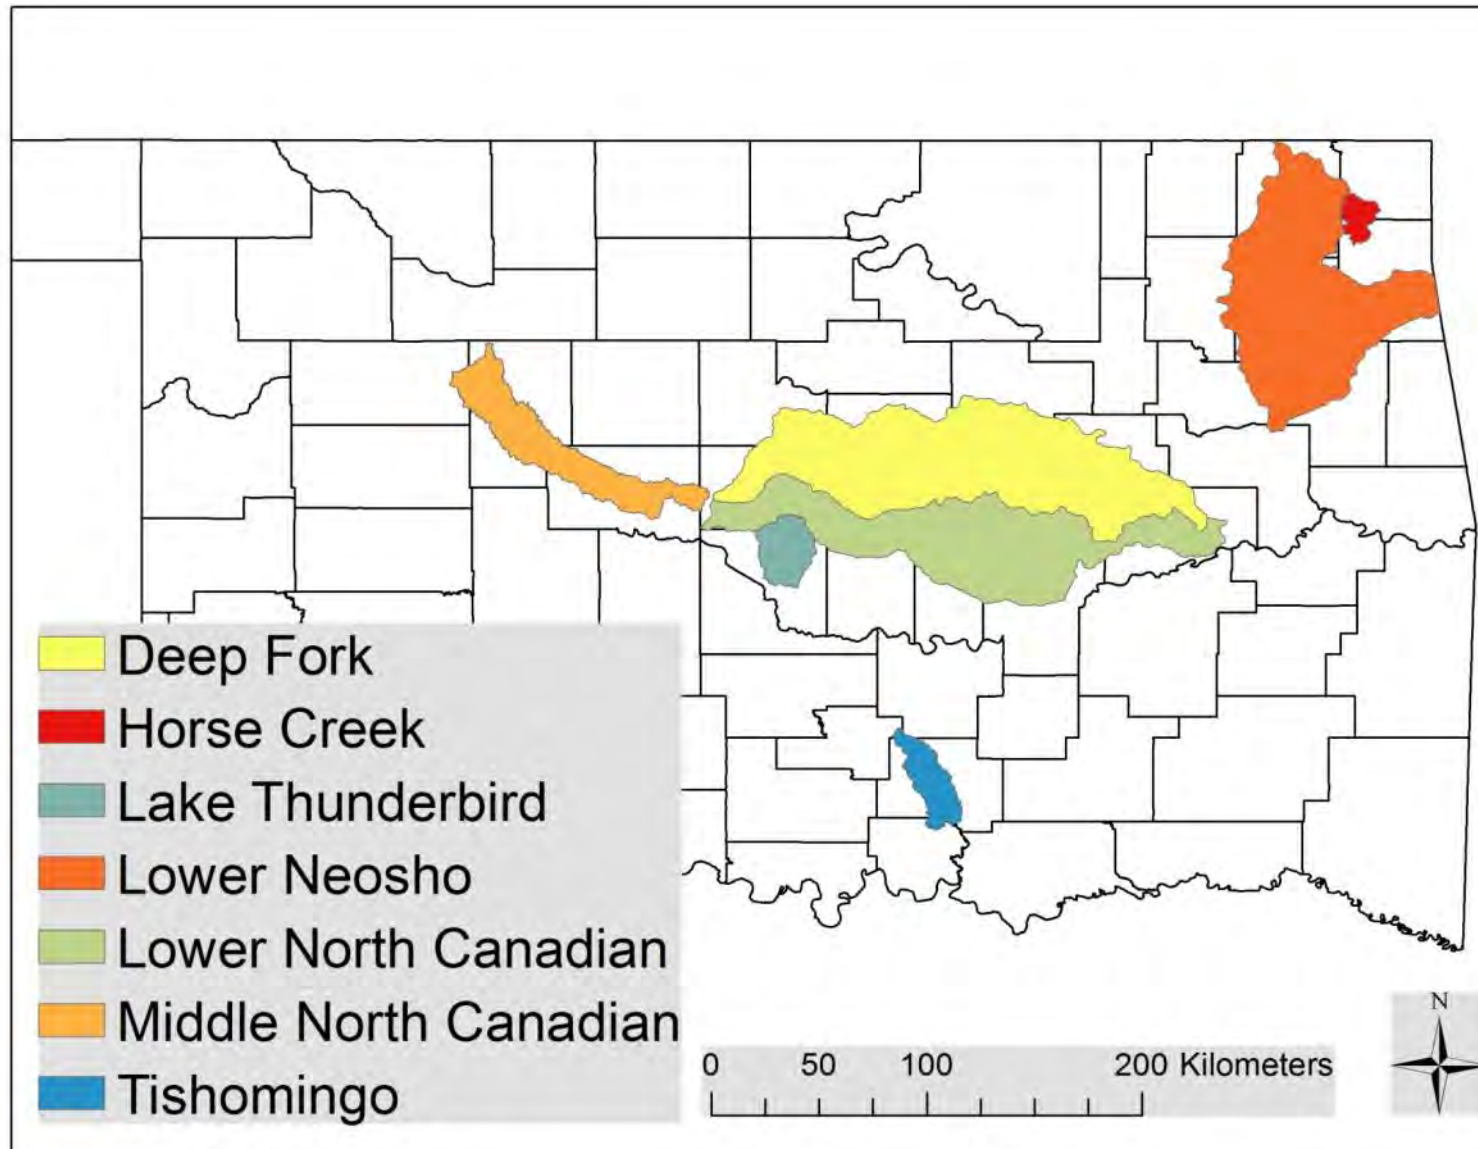 Deep Fork
Horse Creek
Lake Thunderbird
Lower Neosho
Lower North Canadian
Middle North Canadian
Tishomingo
0 50 100 200 Kilometers
N